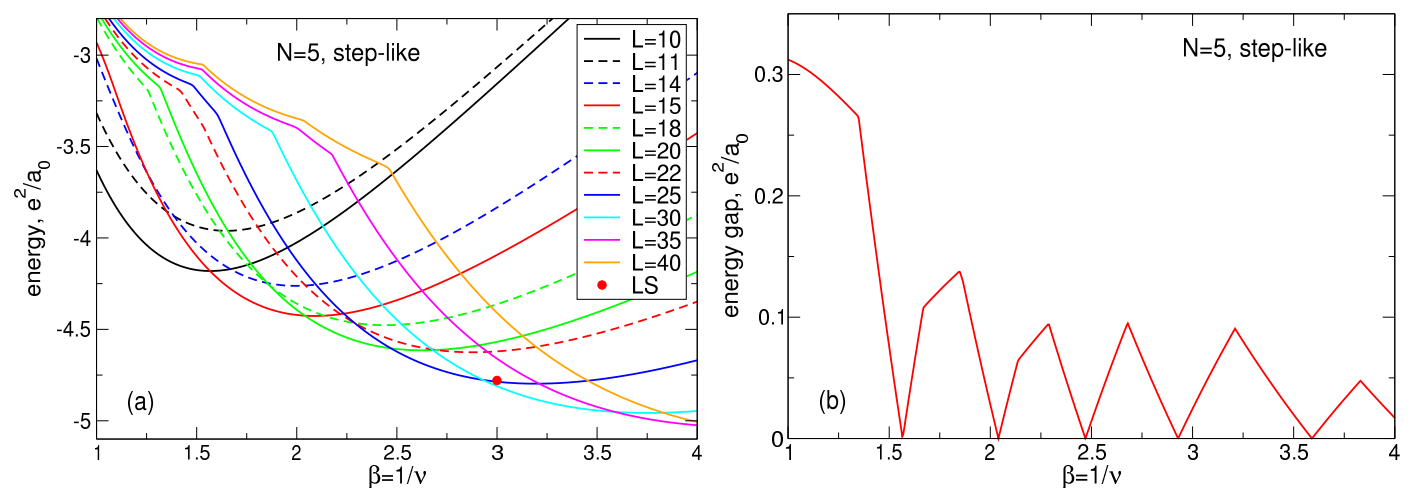 N=5, step-like
L=10
L=11
L=14
L=15
L=18
L=20
L=22
L=25
L=30
L=35
L=40
LS
-3
-3.5
-4
-4.5
-5
energy, e²/a₀
(a)
1
1.5
2
2.5
3
3.5
4
β=1/ν
N=5, step-like
0.3
0.2
0.1
0
energy gap, e²/a₀
(b)
1
1.5
2
2.5
3
3.5
4
β=1/ν